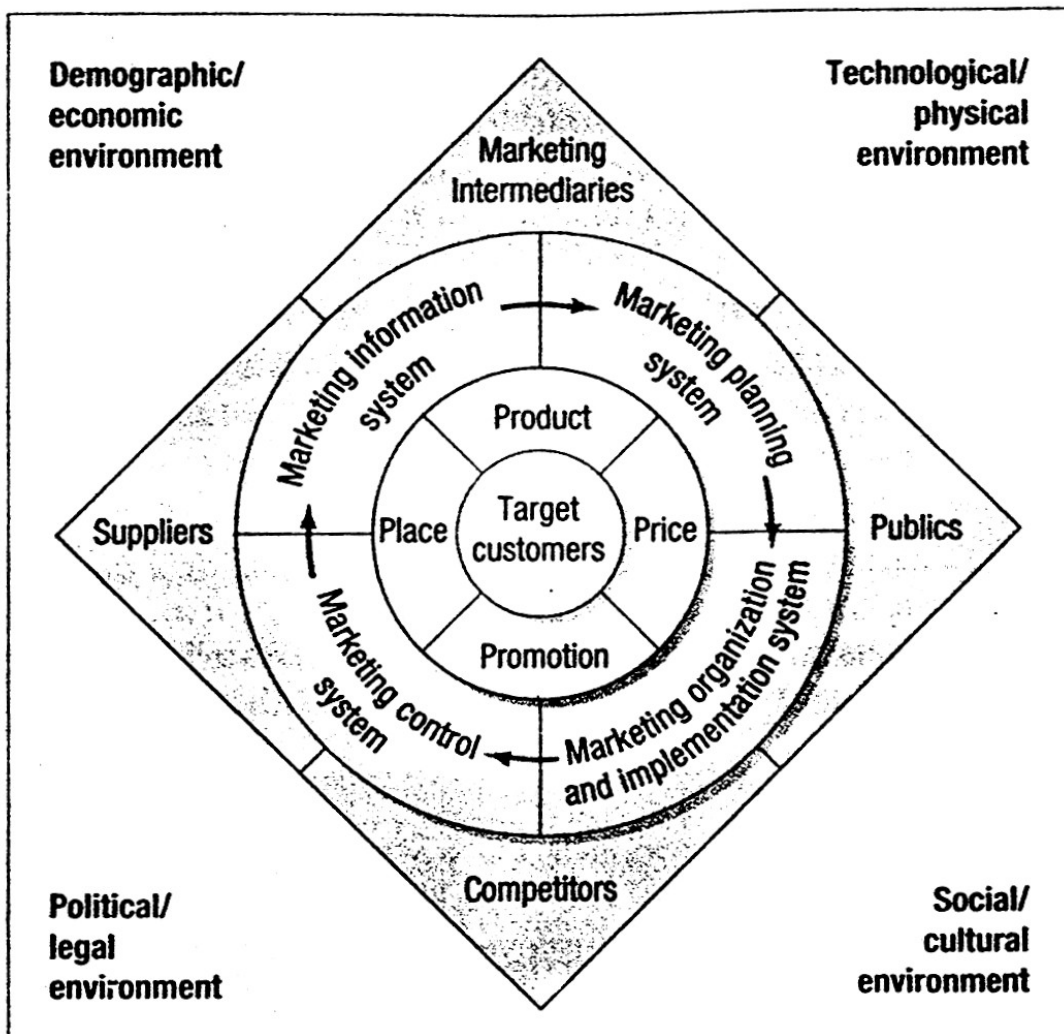 Demographic/
economic
environment
Technological/
physical
environment
Marketing
Intermediaries
Marketing information
system
Marketing planning
system
Product
Suppliers
Place
Target
customers
Price
Publics
Promotion
Marketing control
system
Marketing organization
and implementation system
Competitors
Political/
legal
environment
Social/
cultural
environment